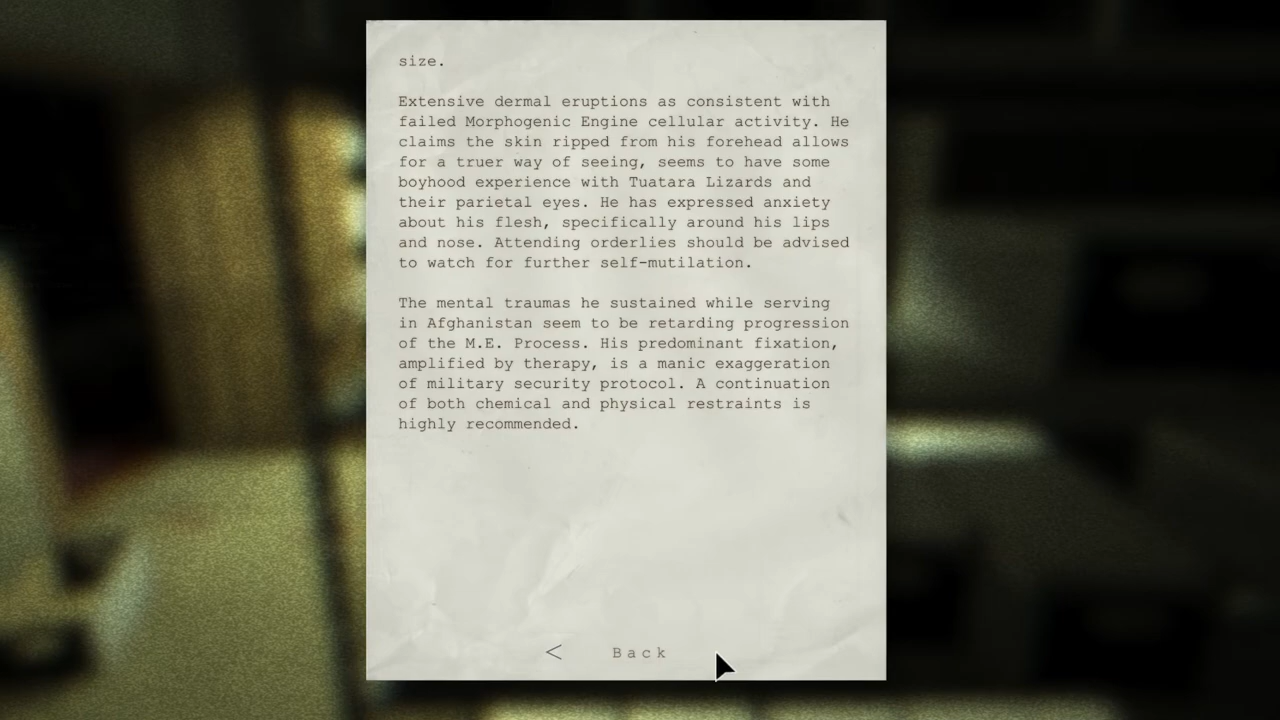 size.
Extensive dermal eruptions as consistent with
failed Morphogenic Engine cellular activity. He
claims the skin ripped from his forehead allows
for a truer way of seeing, seems to have some
boyhood experience with Tuatara Lizards and
their parietal eyes. He has expressed anxiety
about his flesh, specifically around his lips
and nose. Attending orderlies should be advised
to watch for further self-mutilation.
The mental traumas he sustained while serving
in Afghanistan seem to be retarding progression
of the M.E. Process. His predominant fixation,
amplified by therapy, is a manic exaggeration
of military security protocol. A continuation
of both chemical and physical restraints is
highly recommended.
< Back